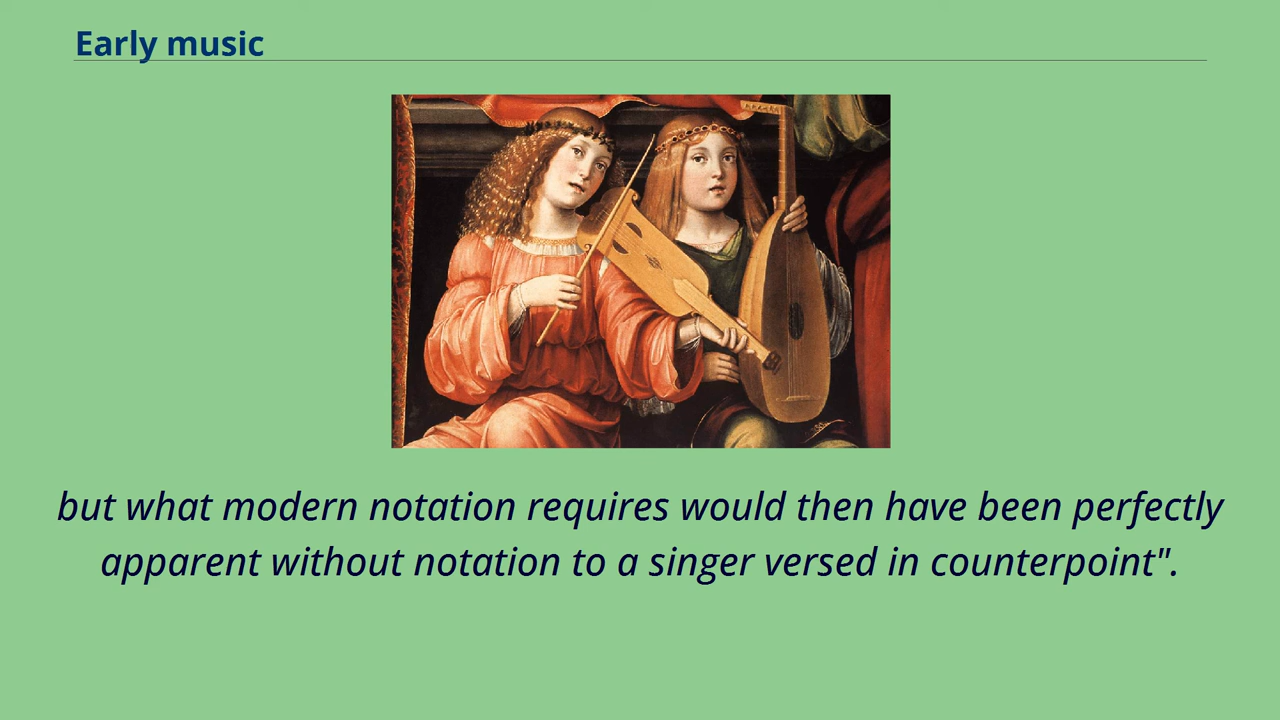 Early music
but what modern notation requires would then have been perfectly
apparent without notation to a singer versed in counterpoint".